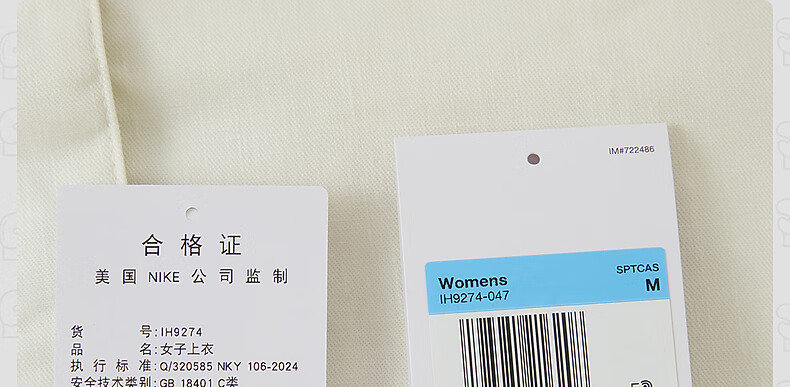 合格证
美国 NIKE 公司监制
货号:IH9274
品名:女子上衣
执行标准:Q/320585 NKY 106-2024
安全技术类别:GB 18401 C类
IM#722486
Womens
SPTCAS
IH9274-047
M